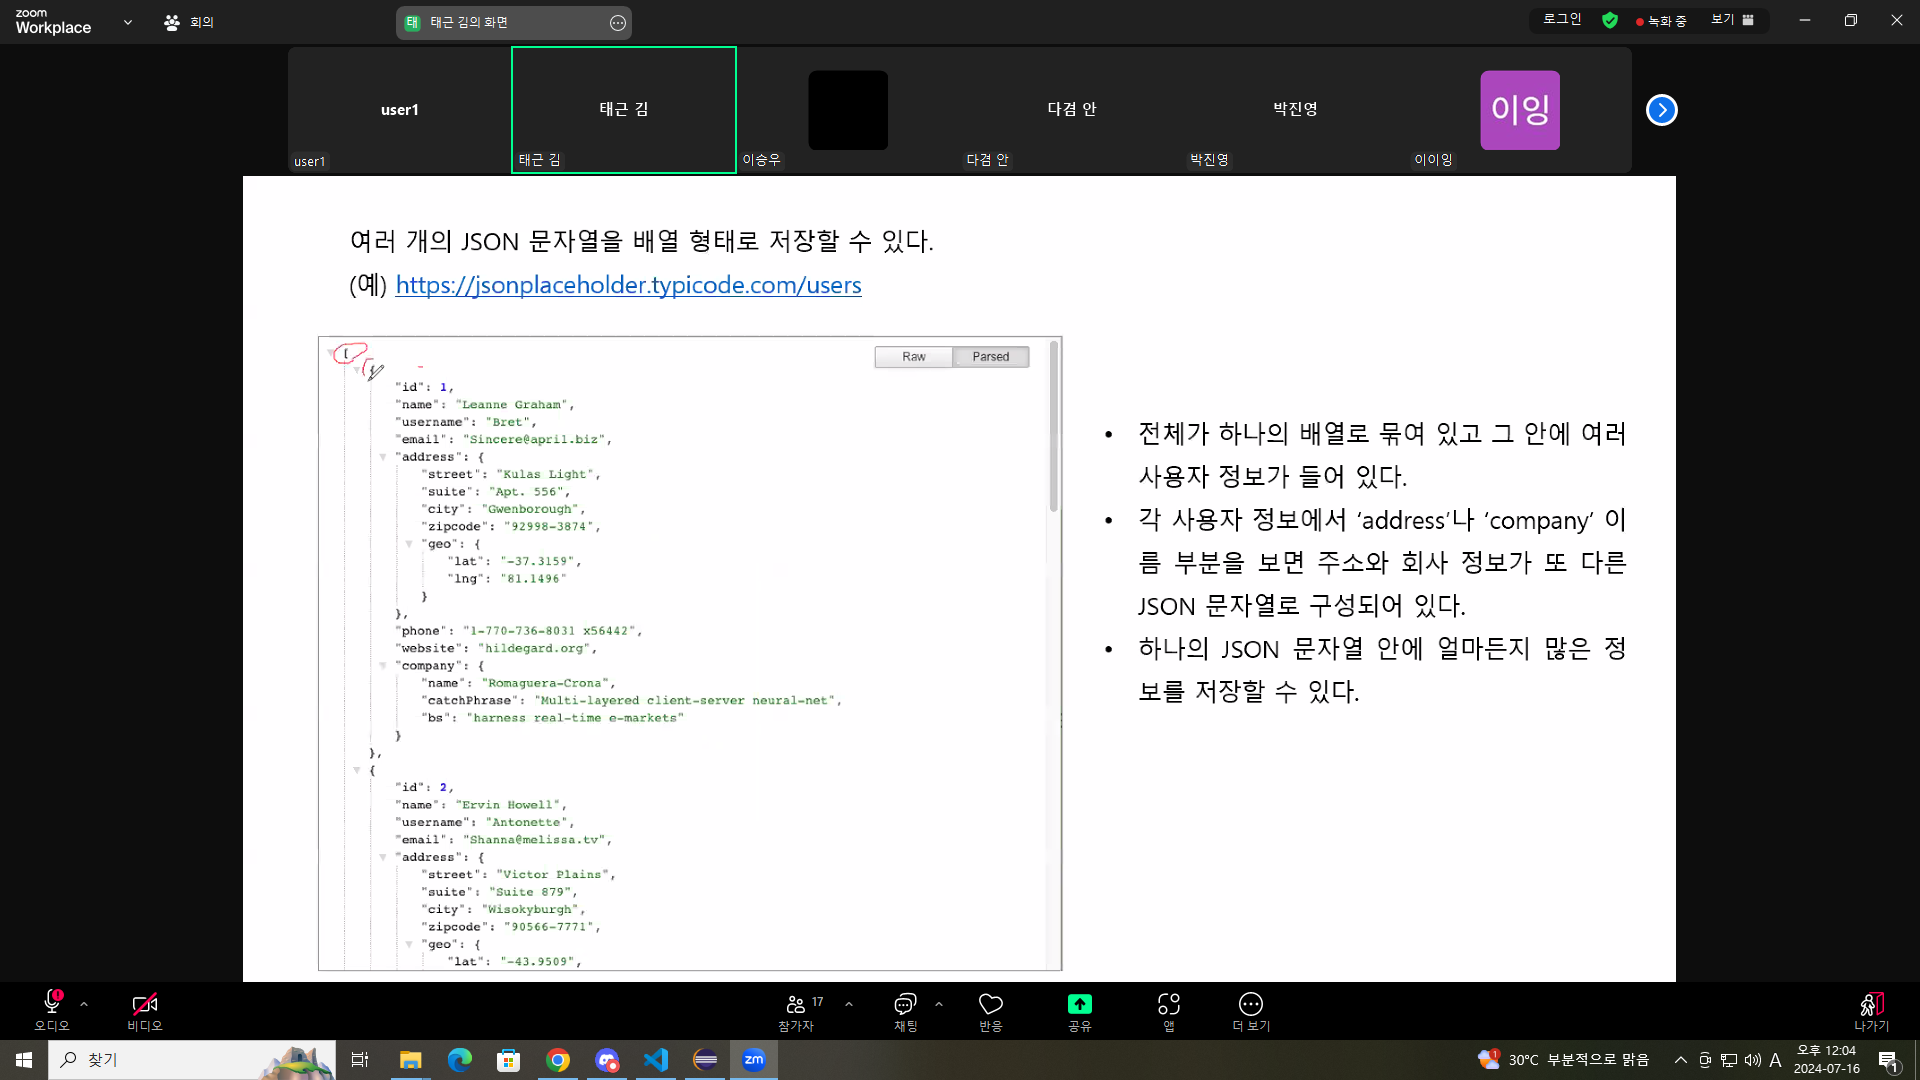 zoom
Workplace
회의
태 태근 김의 화면
로그인
녹화 중
보기
user1
user1
태근 김
태근 김
이승우
다겸 안
다겸 안
박진영
박진영
이잉
이이잉
여러 개의 JSON 문자열을 배열 형태로 저장할 수 있다.
(예) https://jsonplaceholder.typicode.com/users
Raw
Parsed
[
{
"id": 1,
"name": "Leanne Graham",
"username": "Bret",
"email": "Sincere@april.biz",
"address": {
"street": "Kulas Light",
"suite": "Apt. 556",
"city": "Gwenborough",
"zipcode": "92998-3874",
"geo": {
"lat": "-37.3159",
"lng": "81.1496"
}
},
"phone": "1-770-736-8031 x56442",
"website": "hildegard.org",
"company": {
"name": "Romaguera-Crona",
"catchPhrase": "Multi-layered client-server neural-net",
"bs": "harness real-time e-markets"
}
},
{
"id": 2,
"name": "Ervin Howell",
"username": "Antonette",
"email": "Shanna@melissa.tv",
"address": {
"street": "Victor Plains",
"suite": "Suite 879",
"city": "Wisokyburgh",
"zipcode": "90566-7771",
"geo": {
"lat": "-43.9509",
• 전체가 하나의 배열로 묶여 있고 그 안에 여러
사용자 정보가 들어 있다.
• 각 사용자 정보에서 ‘address’나 ‘company’ 이
름 부분을 보면 주소와 회사 정보가 또 다른
JSON 문자열로 구성되어 있다.
• 하나의 JSON 문자열 안에 얼마든지 많은 정
보를 저장할 수 있다.
오디오
비디오
참가자 17
채팅
반응
공유
앱
더 보기
나가기
찾기
zm
1
30°C 부분적으로 맑음
A
오후 12:04
2024-07-16
1